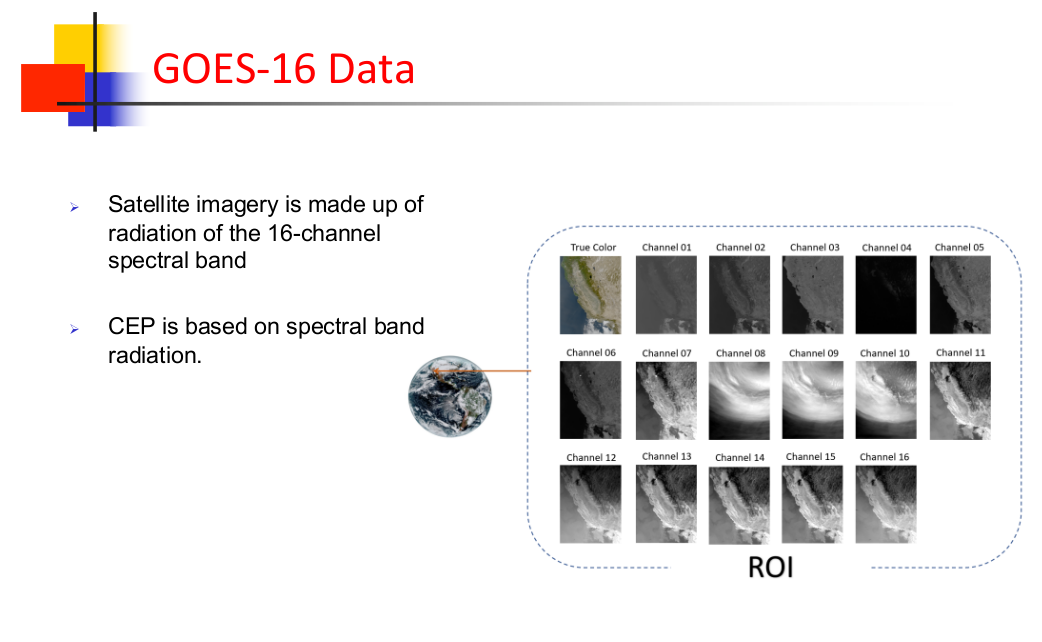 GOES-16 Data
Satellite imagery is made up of
radiation of the 16-channel
spectral band
CEP is based on spectral band
radiation.
True Color Channel 01 Channel 02 Channel 03 Channel 04 Channel 05
Channel 06 Channel 07 Channel 08 Channel 09 Channel 10 Channel 11
Channel 12 Channel 13 Channel 14 Channel 15 Channel 16
ROI